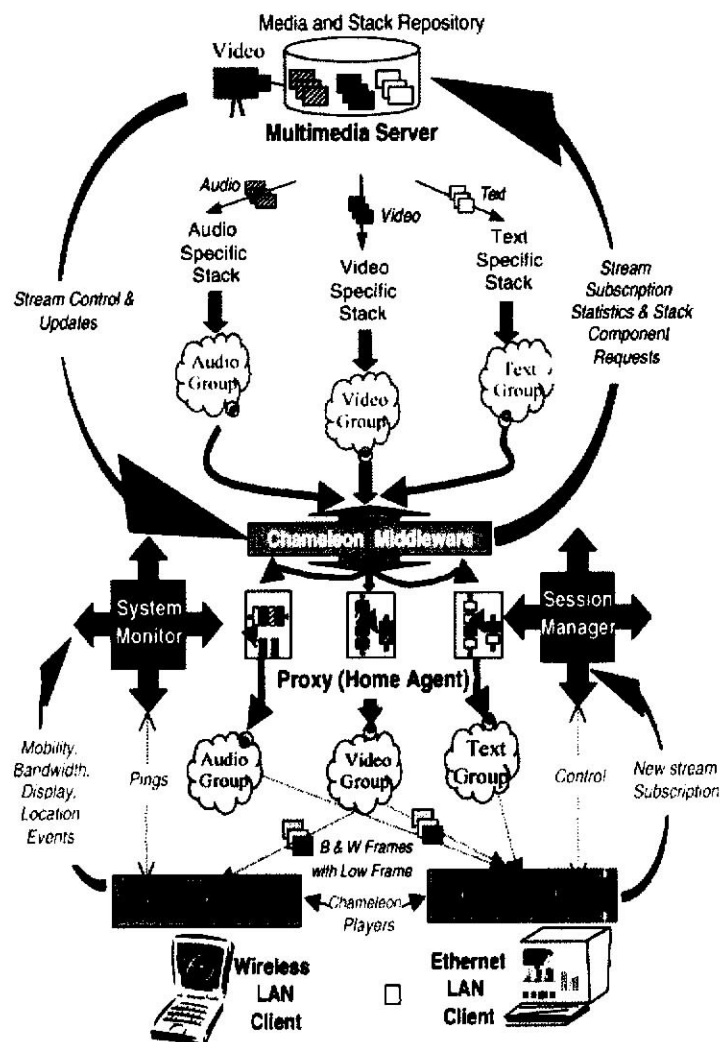 Media and Stack Repository
Video
Multimedia Server
Audio
Video
Text
Audio
Specific
Stack
Video
Specific
Stack
Text
Specific
Stack
Stream Control &
Updates
Stream
Subscription
Statistics & Stack
Component
Requests
Audio
Group
Video
Group
Text
Group
Chameleon Middleware
System
Monitor
Session
Manager
Proxy (Home Agent)
Mobility,
Bandwidth,
Display,
Location
Events
Pings
Audio
Group
Video
Group
Text
Group
Control
New stream
Subscription
B & W Frames
with Low Frame
Chameleon
Players
Wireless
LAN
Client
Ethernet
LAN
Client